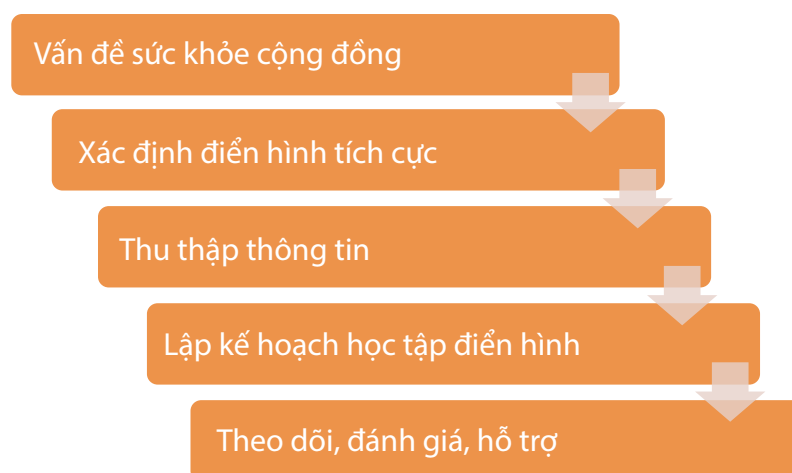 Vấn đề sức khỏe cộng đồng
Xác định điển hình tích cực
Thu thập thông tin
Lập kế hoạch học tập điển hình
Theo dõi, đánh giá, hỗ trợ